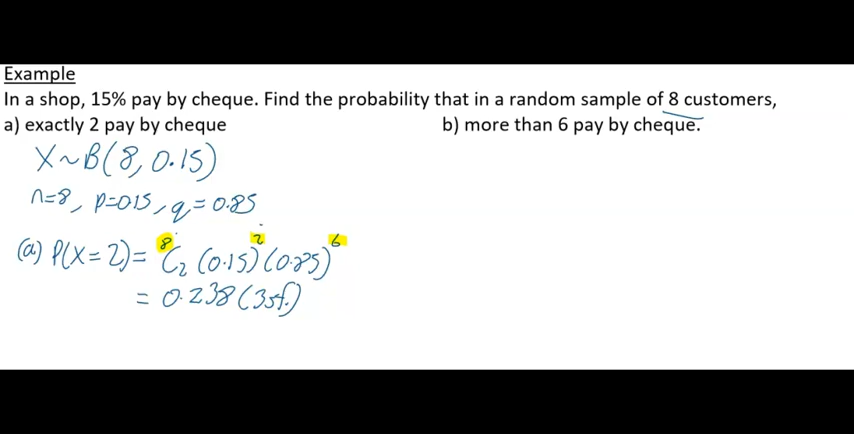 Example
In a shop, 15% pay by cheque. Find the probability that in a random sample of 8 customers,
a) exactly 2 pay by cheque b) more than 6 pay by cheque.
X~B(8, 0.15)
n=8, p=0.15, q=0.85
(a) P(X=2)= ⁸C₂ (0.15)² (0.85)⁶
= 0.238 (3sf.)